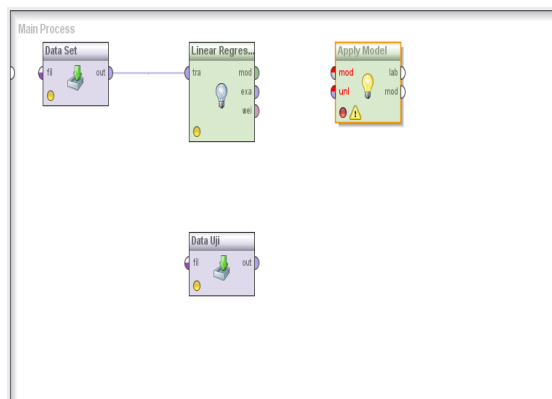 Main Process
Data Set
fil out
Linear Regres...
tra mod
exa
wei
Apply Model
mod lab
unl mod
Data Uji
fil out